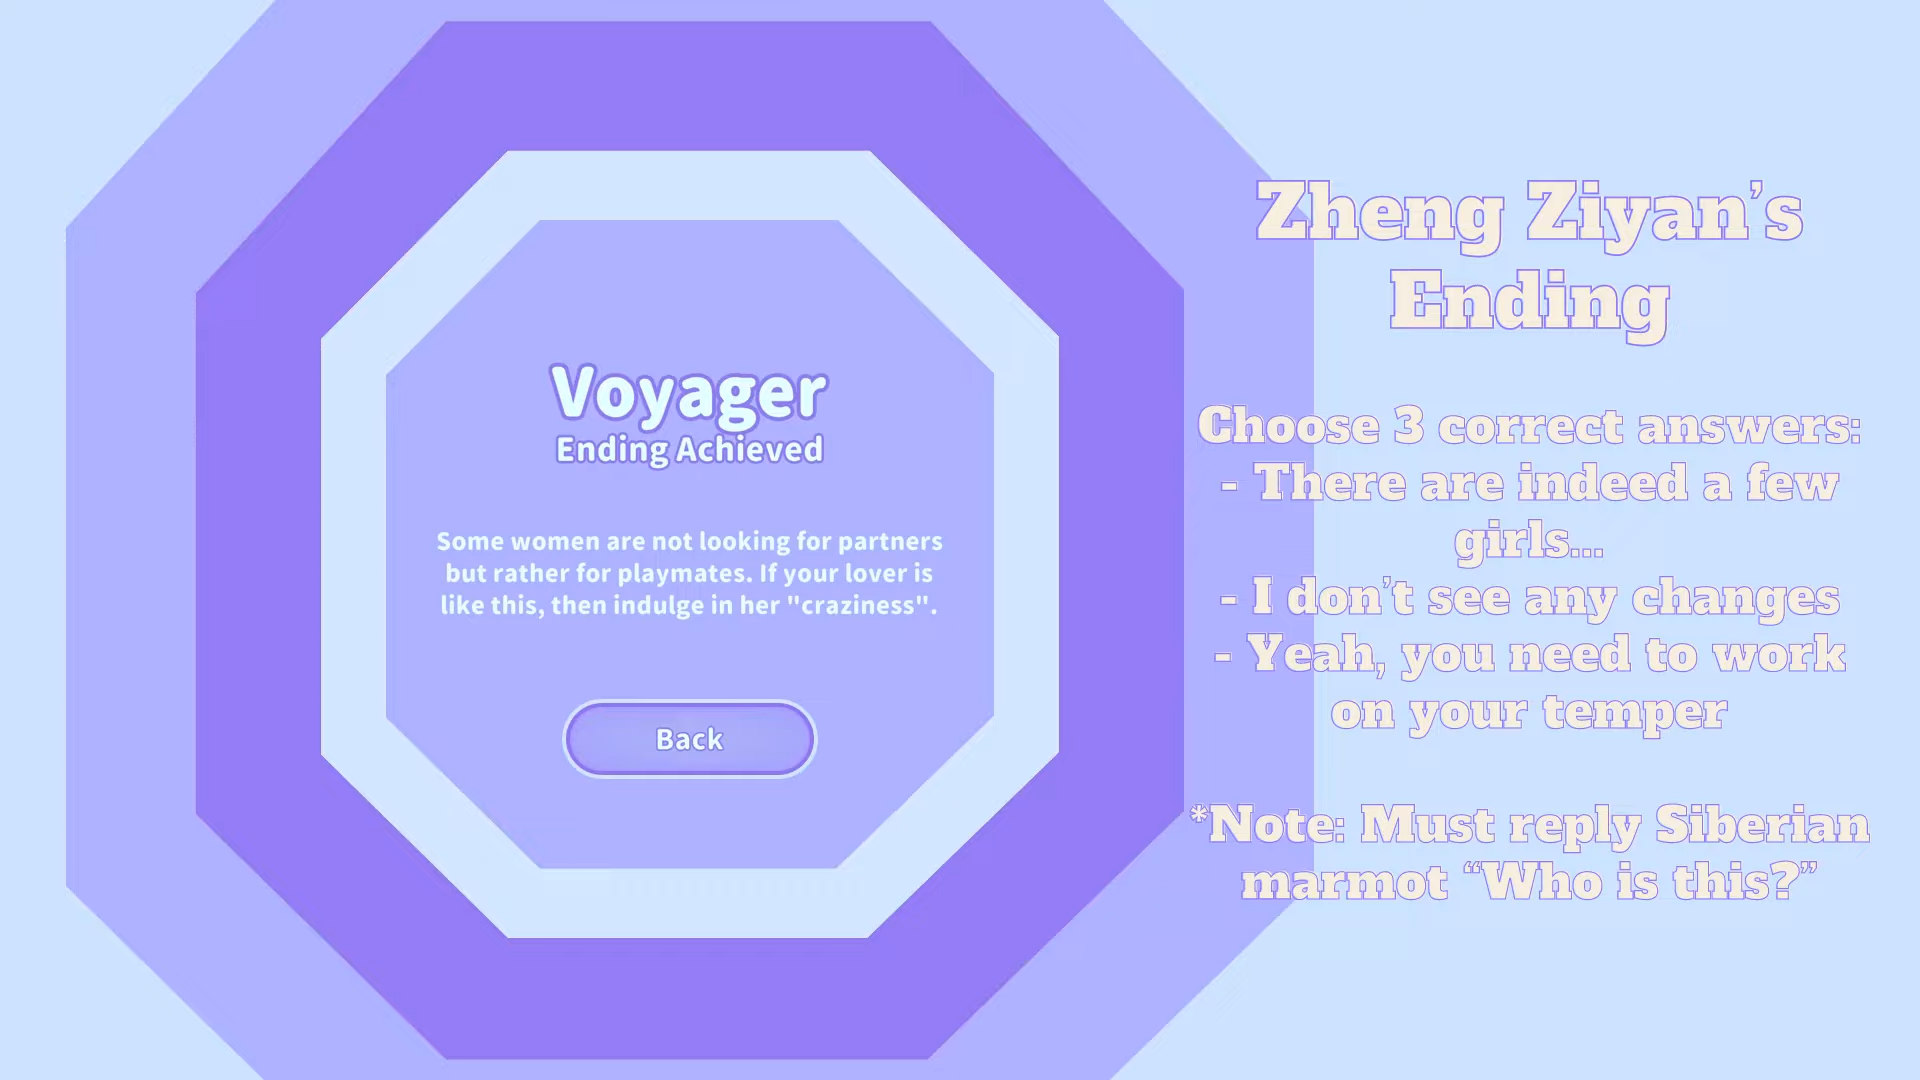 Voyager
Ending Achieved
Some women are not looking for partners
but rather for playmates. If your lover is
like this, then indulge in her "craziness".
Back
Zheng Ziyan’s
Ending
Choose 3 correct answers:
- There are indeed a few
girls...
- I don’t see any changes
- Yeah, you need to work
on your temper
*Note: Must reply Siberian
marmot “Who is this?”